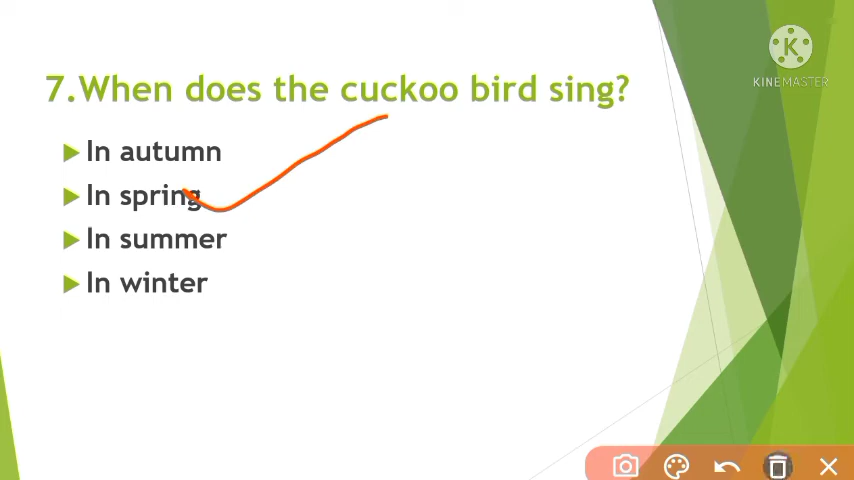 K
KINEMASTER
7.When does the cuckoo bird sing?
In autumn
In spring
In summer
In winter